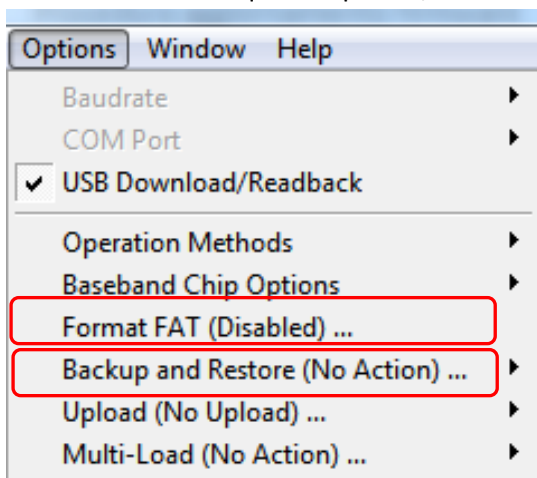 Options Window Help
Baudrate
COM Port
USB Download/Readback
Operation Methods
Baseband Chip Options
Format FAT (Disabled) ...
Backup and Restore (No Action) ...
Upload (No Upload) ...
Multi-Load (No Action) ...